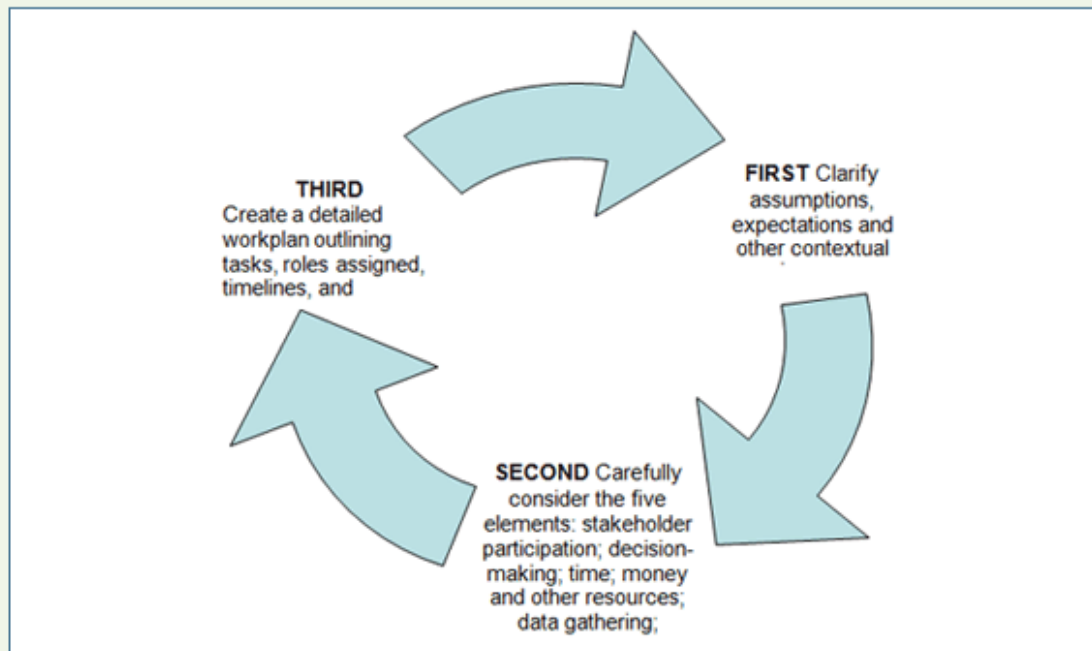 FIRST Clarify
assumptions,
expectations and
other contextual
SECOND Carefully
consider the five
elements: stakeholder
participation; decision-
making; time; money
and other resources;
data gathering;
THIRD
Create a detailed
workplan outlining
tasks, roles assigned,
timelines, and